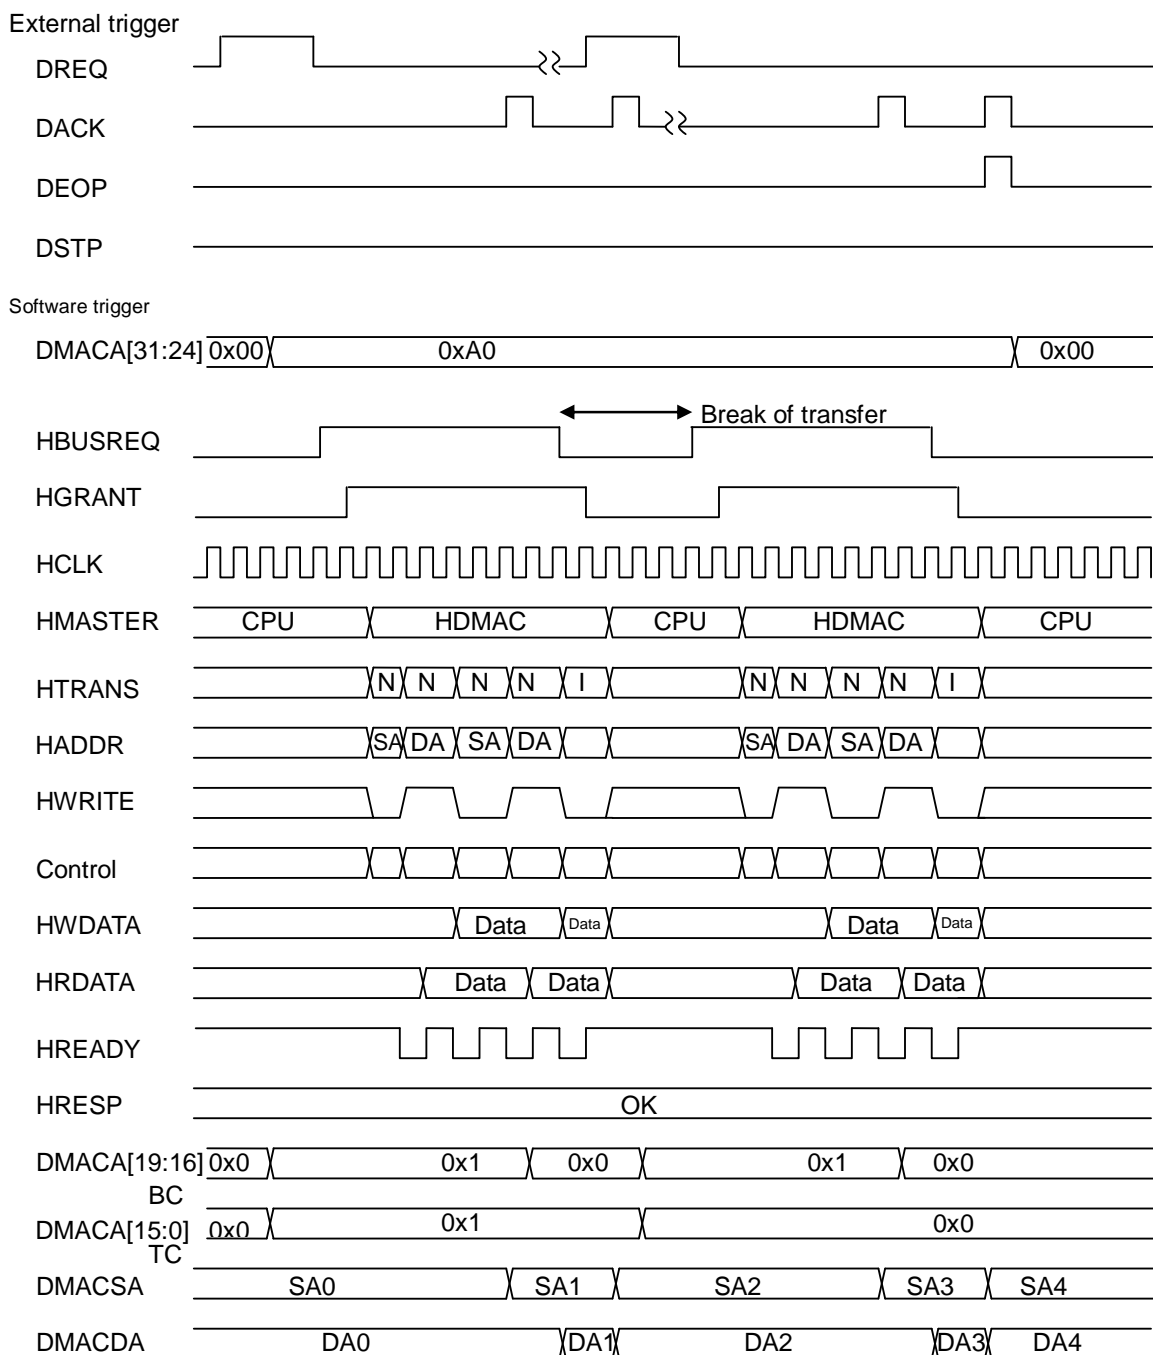 External trigger
DREQ
DACK
DEOP
DSTP
Software trigger
DMACA[31:24] 0x00 0xA0 0x00
Break of transfer
HBUSREQ
HGRANT
HCLK
HMASTER CPU HDMAC CPU HDMAC CPU
HTRANS N N N N I N N N N I
HADDR SA DA SA DA SA DA SA DA
HWRITE
Control
HWDATA Data Data Data Data
HRDATA Data Data Data Data
HREADY
HRESP OK
DMACA[19:16] 0x0 0x1 0x0 0x1 0x0
BC
DMACA[15:0] 0x0 0x1 0x0
TC
DMACSA SA0 SA1 SA2 SA3 SA4
DMACDA DA0 DA1 DA2 DA3 DA4